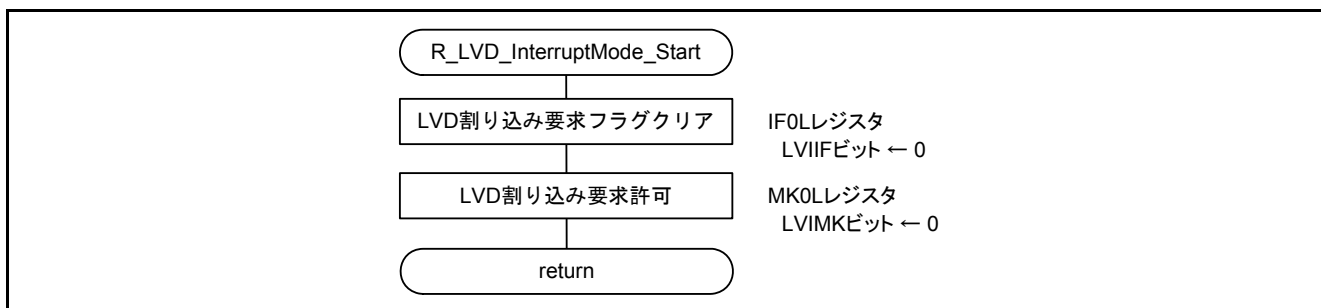 R_LVD_InterruptMode_Start
LVD割り込み要求フラグクリア
IF0Lレジスタ
LVIIFビット ← 0
LVD割り込み要求許可
MK0Lレジスタ
LVIMKビット ← 0
return